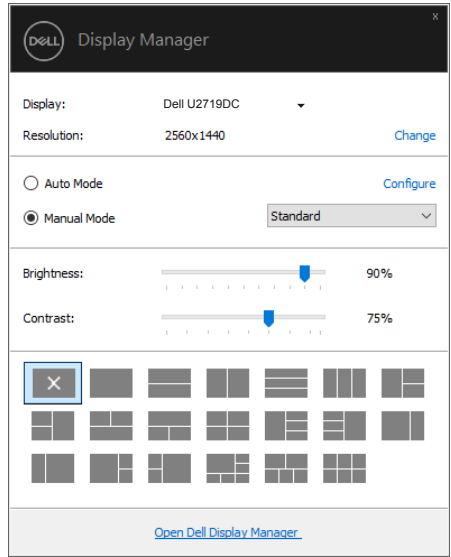 x
DELL Display Manager
Display: Dell U2719DC
Resolution: 2560x1440 Change
Auto Mode Configure
Manual Mode Standard
Brightness: 90%
Contrast: 75%
Open Dell Display Manager